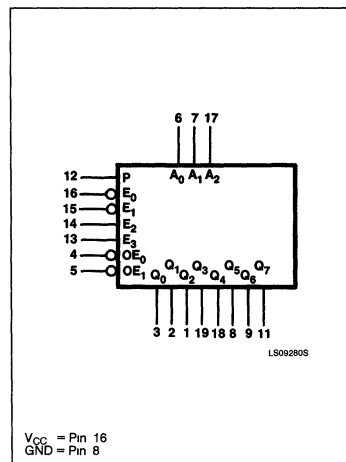 6 7 17
12 P A0 A1 A2
16 E0
15 E1
14 E2
13 E3
4 OE0
5 OE1
Q0 Q1 Q2 Q3 Q4 Q5 Q6 Q7
3 2 1 19 18 8 9 11
LS09280S
VCC = Pin 16
GND = Pin 8